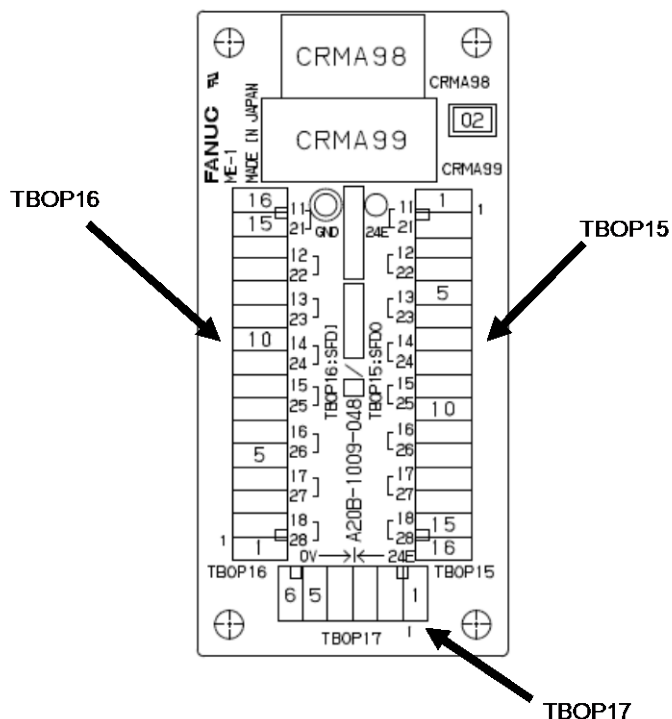 CRMA98
CRMA98
02
CRMA99
CRMA99
FANUC
ME-1
MADE IN JAPAN
TBOP16
TBOP15
16
15
10
5
1
1
11
21
12
22
13
23
14
24
15
25
16
26
17
27
18
28
GND
24E
TBOP16:SFDI
TBOP15:SFDO
A20B-1009-048
11
21
12
22
13
23
14
24
15
25
16
26
17
27
18
28
1
1
5
10
15
16
0V
24E
TBOP16
TBOP15
6 5 1
TBOP17
1
TBOP17